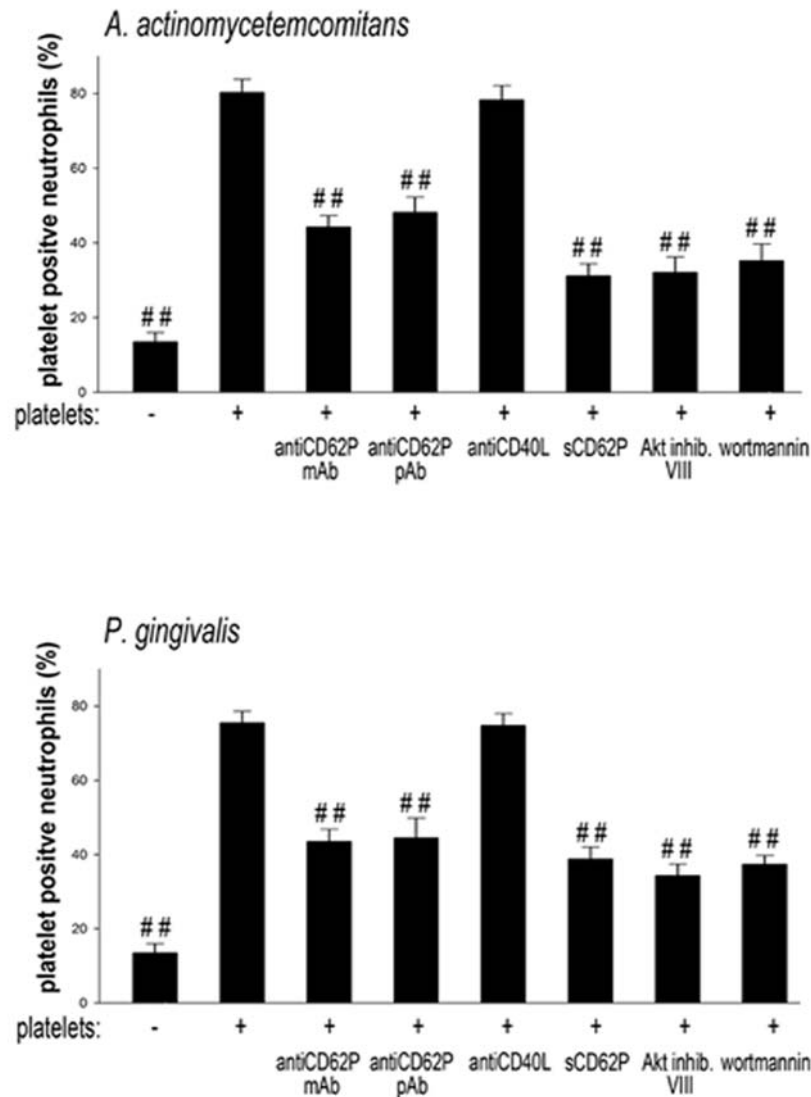 A. actinomycetemcomitans
platelet positve neutrophils (%)
80
60
40
20
0
## ## ## ## ## ##
platelets: - + + + + + + +
antiCD62P mAb antiCD62P pAb antiCD40L sCD62P Akt inhib. VIII wortmannin
P. gingivalis
platelet positve neutrophils (%)
80
60
40
20
0
## ## ## ## ## ##
platelets: - + + + + + + +
antiCD62P mAb antiCD62P pAb antiCD40L sCD62P Akt inhib. VIII wortmannin